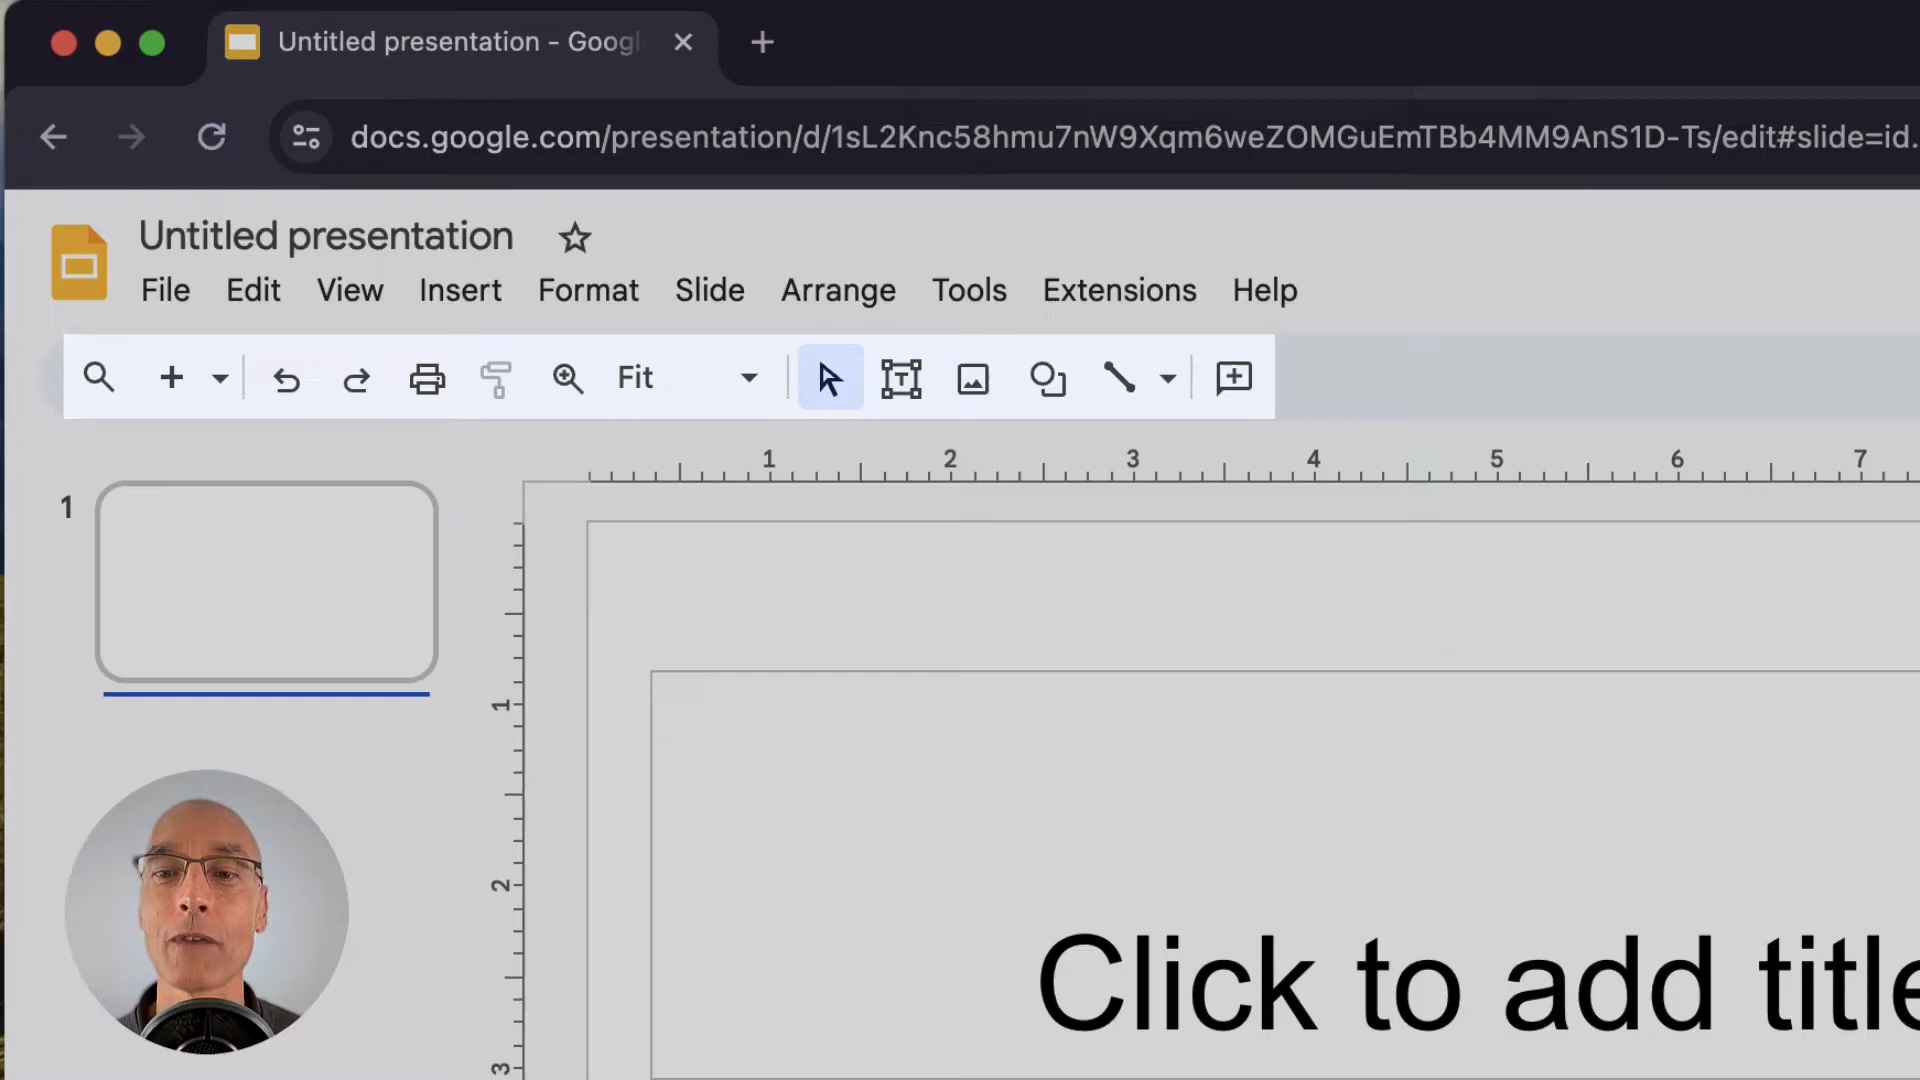 Untitled presentation - Googl
docs.google.com/presentation/d/1sL2Knc58hmu7nW9Xqm6weZOMGuEmTBb4MM9AnS1D-Ts/edit#slide=id.
Untitled presentation
File Edit View Insert Format Slide Arrange Tools Extensions Help
Fit
1 2 3 4 5 6 7
1
1
2
3
Click to add title